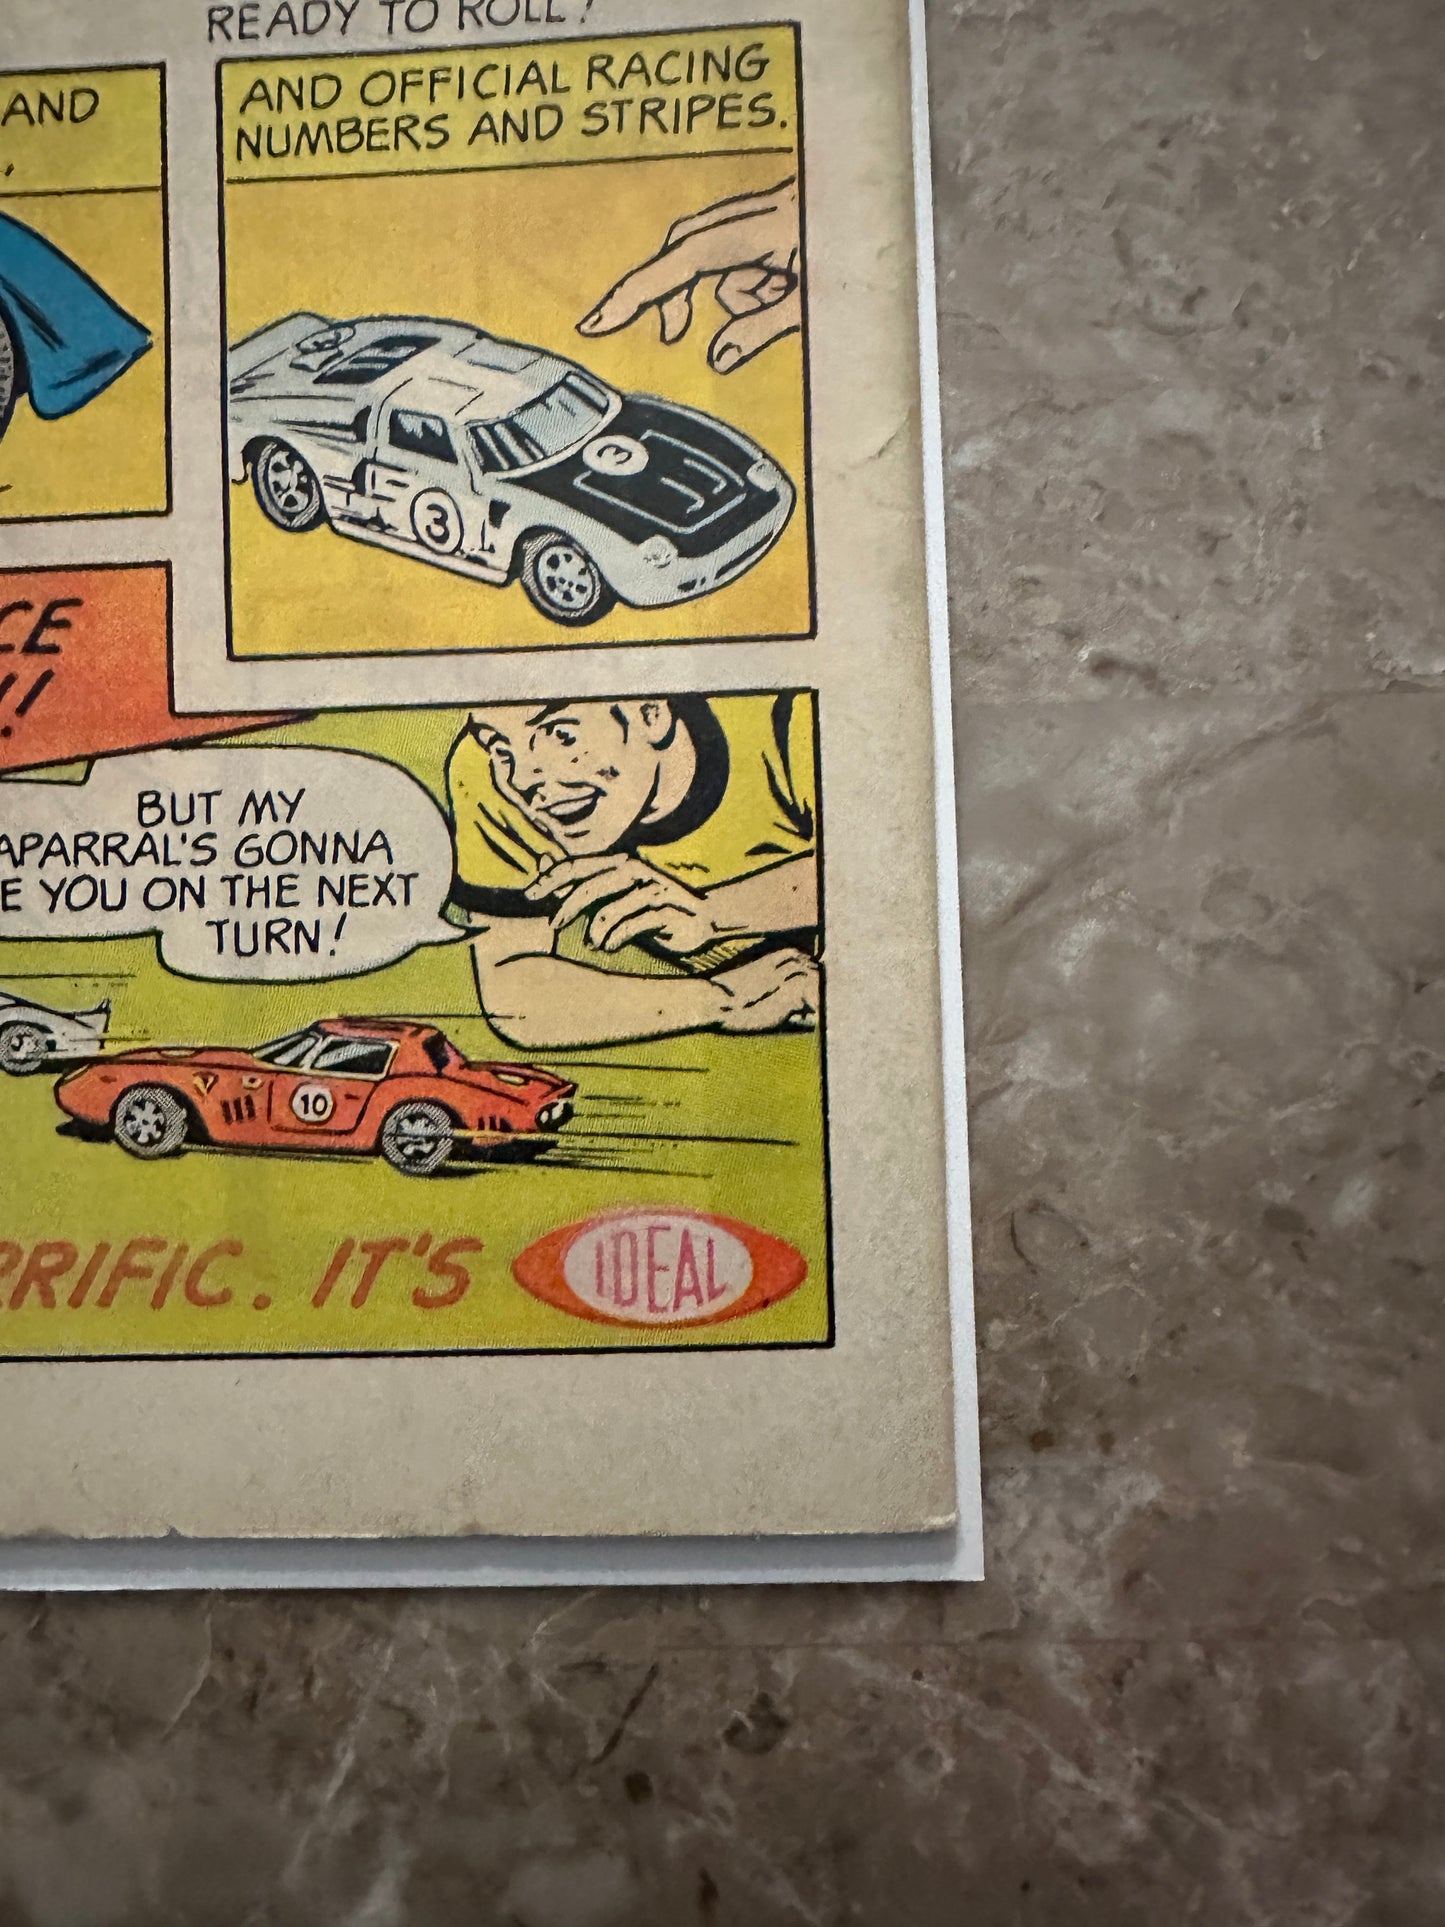 READY TO ROLL!
AND
AND OFFICIAL RACING
NUMBERS AND STRIPES.
3
3
CE
!!
BUT MY
APARRAL'S GONNA
E YOU ON THE NEXT
TURN!
10
RRIFIC. IT'S IDEAL